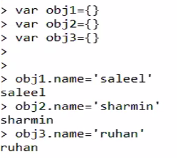 > var obj1={}
> var obj2={}
> var obj3={}
>
>
> obj1.name='saleel'
saleel
> obj2.name='sharmin'
sharmin
> obj3.name='ruhan'
ruhan